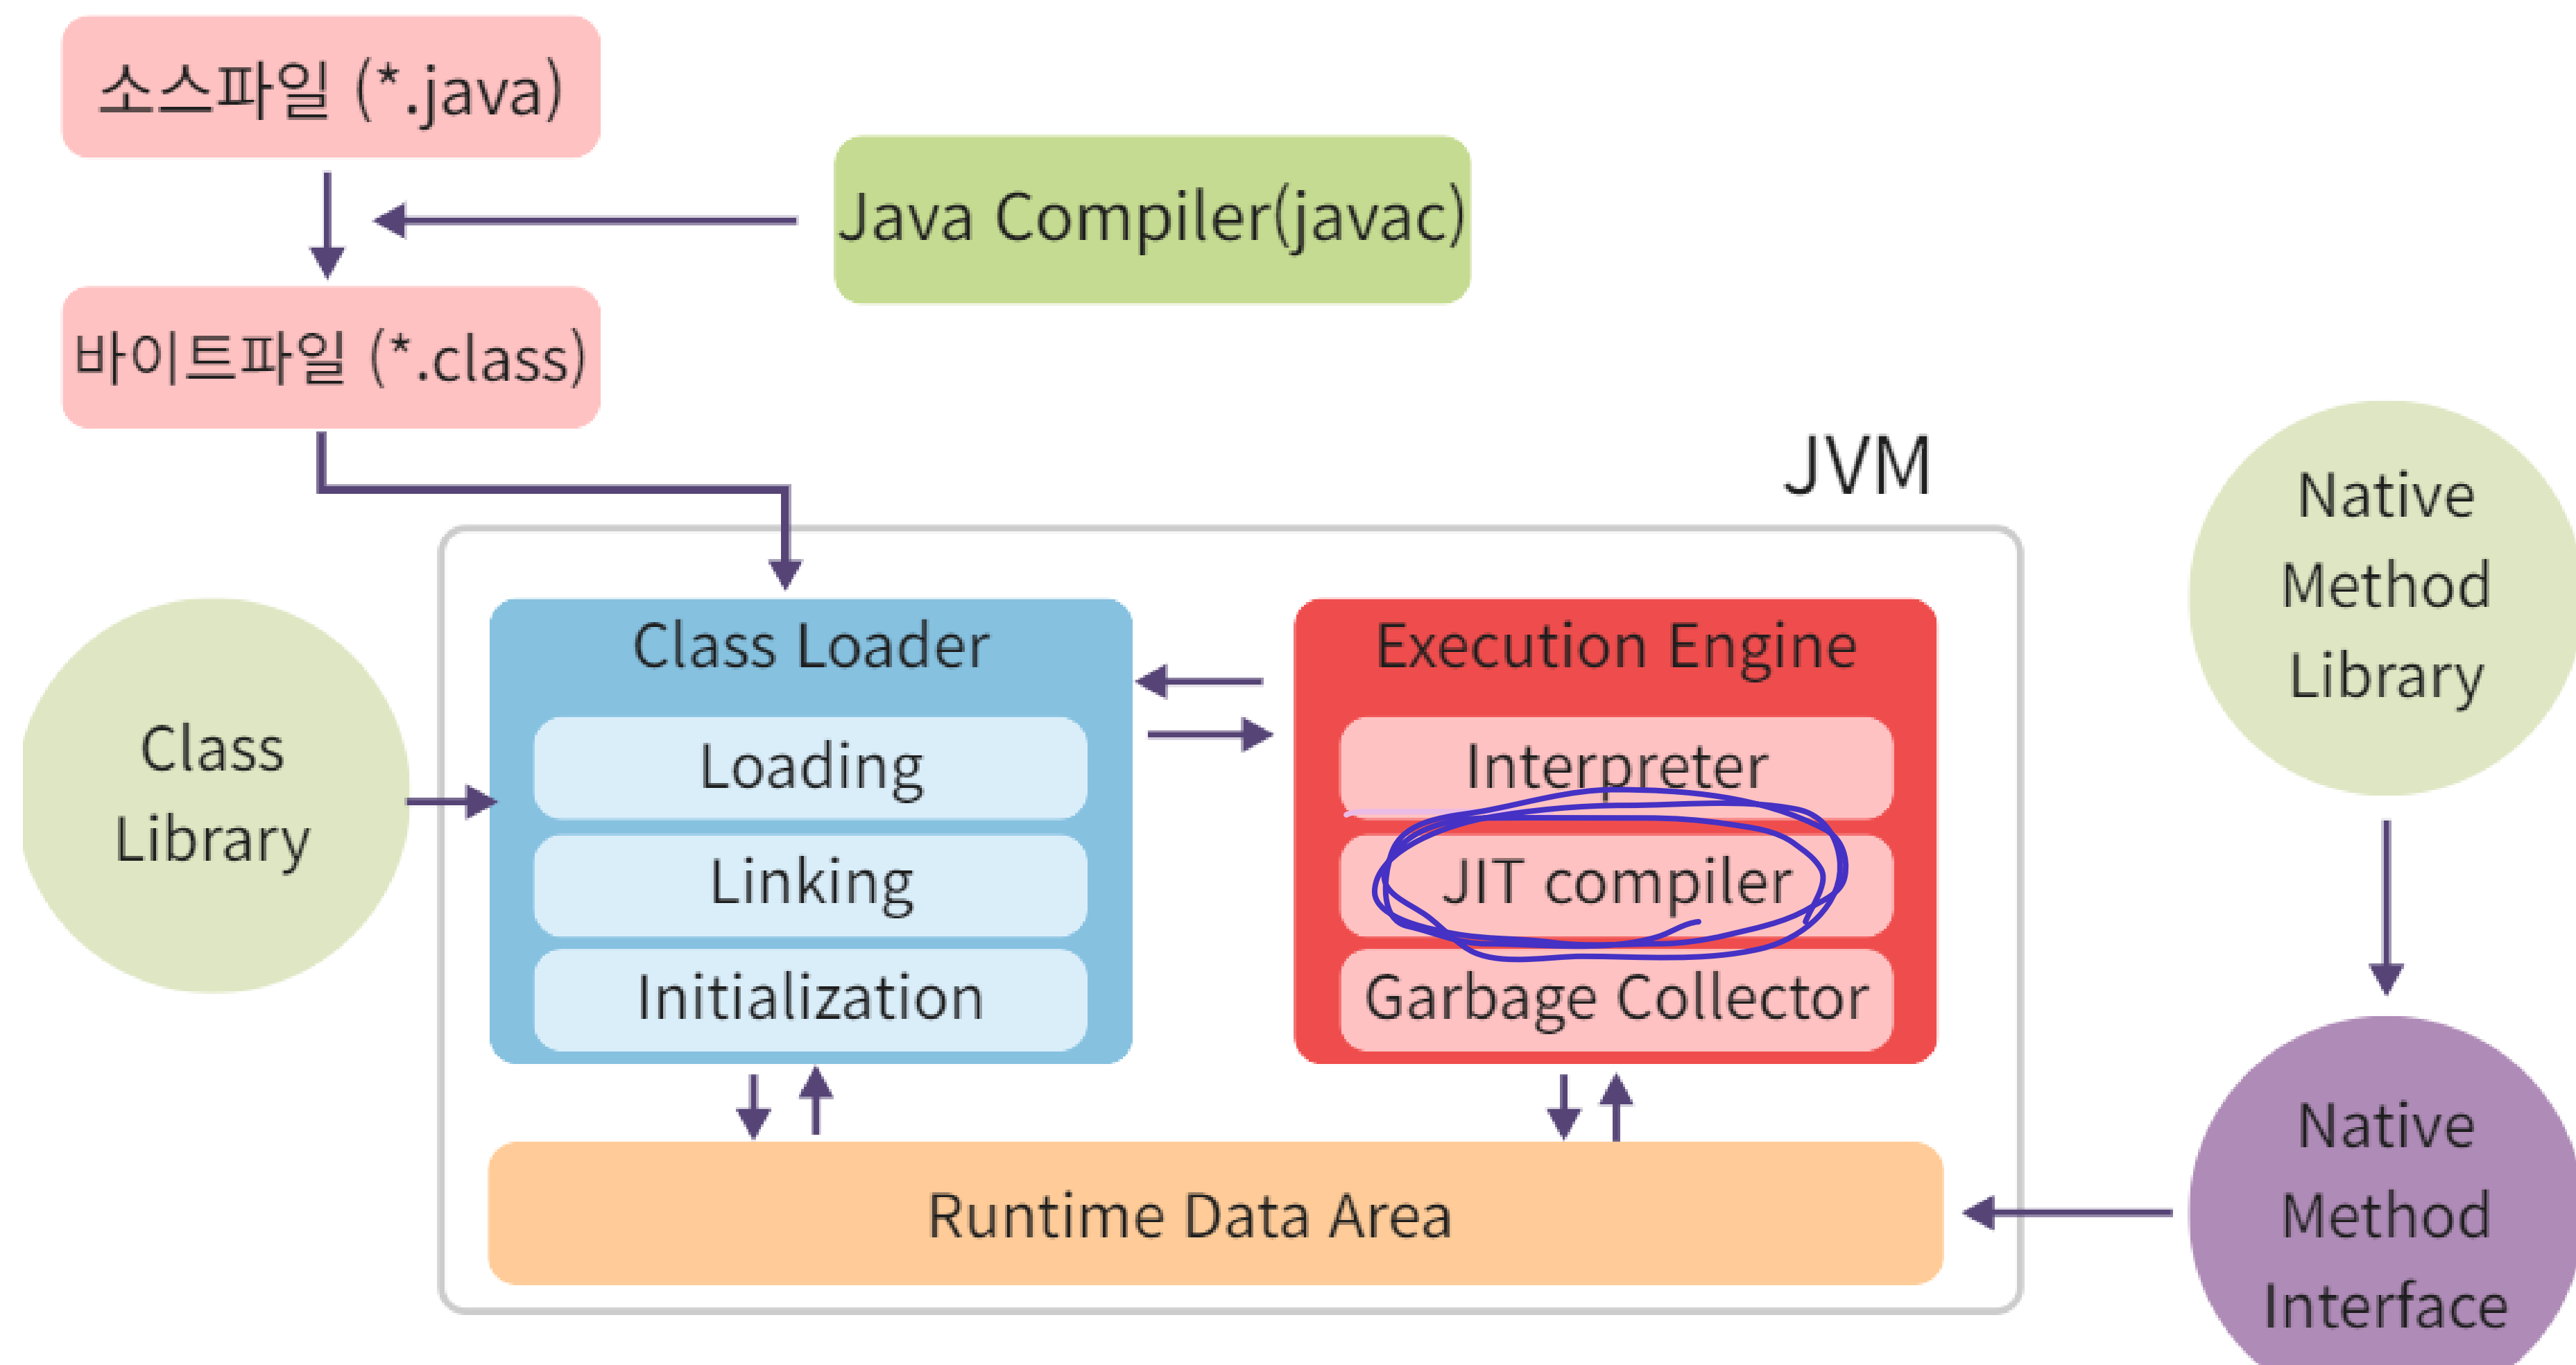 소스파일 (*.java)
Java Compiler(javac)
바이트파일 (*.class)
JVM
Native
Method
Library
Class Loader
Execution Engine
Class
Library
Loading
Interpreter
Linking
JIT compiler
Initialization
Garbage Collector
Native
Method
Interface
Runtime Data Area